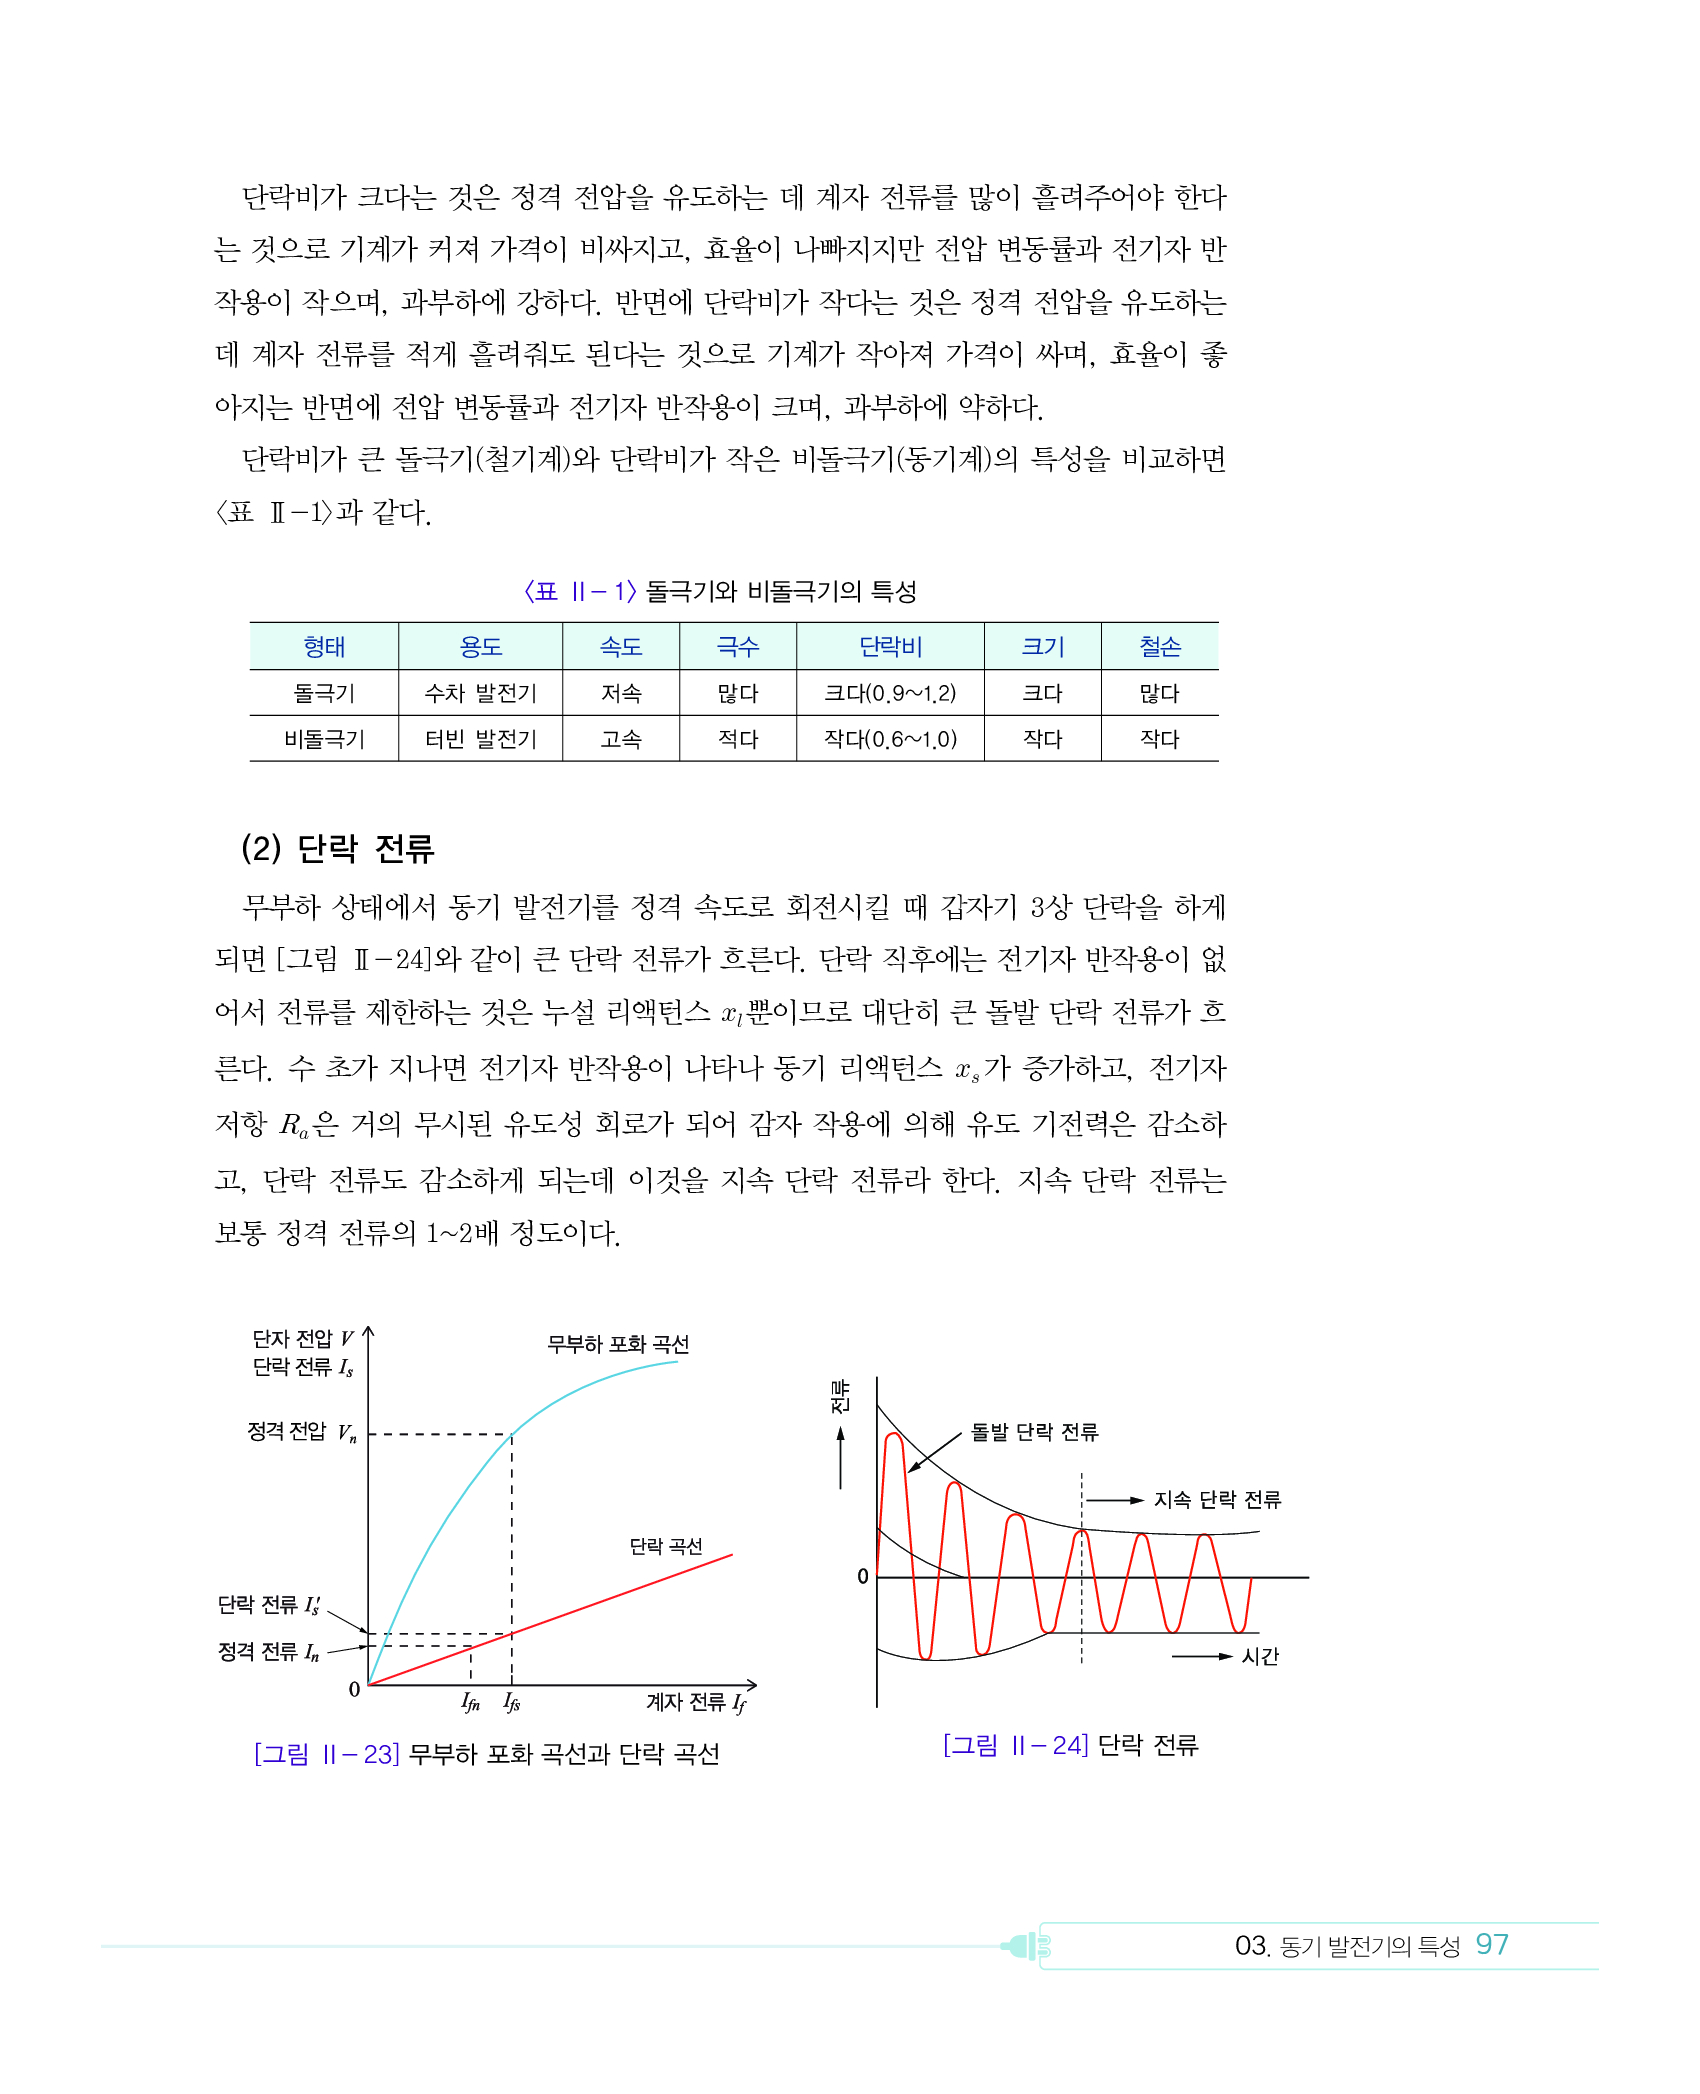 단락비가 크다는 것은 정격 전압을 유도하는 데 계자 전류를 많이 흘려주어야 한다
는 것으로 기계가 커져 가격이 비싸지고, 효율이 나빠지지만 전압 변동률과 전기자 반
작용이 작으며, 과부하에 강하다. 반면에 단락비가 작다는 것은 정격 전압을 유도하는
데 계자 전류를 적게 흘려줘도 된다는 것으로 기계가 작아져 가격이 싸며, 효율이 좋
아지는 반면에 전압 변동률과 전기자 반작용이 크며, 과부하에 약하다.
단락비가 큰 돌극기(철기계)와 단락비가 작은 비돌극기(동기계)의 특성을 비교하면
〈표 Ⅱ-1〉과 같다.
〈표 Ⅱ-1〉 돌극기와 비돌극기의 특성
형태 용도 속도 극수 단락비 크기 철손
돌극기 수차 발전기 저속 많다 크다(0.9~1.2) 크다 많다
비돌극기 터빈 발전기 고속 적다 작다(0.6~1.0) 작다 작다
(2) 단락 전류
무부하 상태에서 동기 발전기를 정격 속도로 회전시킬 때 갑자기 3상 단락을 하게
되면 [그림 Ⅱ-24]와 같이 큰 단락 전류가 흐른다. 단락 직후에는 전기자 반작용이 없
어서 전류를 제한하는 것은 누설 리액턴스 xₗ뿐이므로 대단히 큰 돌발 단락 전류가 흐
른다. 수 초가 지나면 전기자 반작용이 나타나 동기 리액턴스 xₛ가 증가하고, 전기자
저항 Rₐ은 거의 무시된 유도성 회로가 되어 감자 작용에 의해 유도 기전력은 감소하
고, 단락 전류도 감소하게 되는데 이것을 지속 단락 전류라 한다. 지속 단락 전류는
보통 정격 전류의 1~2배 정도이다.
단자 전압 V
단락 전류 Iₛ
무부하 포화 곡선
정격 전압 Vₙ
단락 곡선
단락 전류 Iₛ′
정격 전류 Iₙ
0
Ifn Ifs
계자 전류 If
[그림 Ⅱ-23] 무부하 포화 곡선과 단락 곡선
전류
돌발 단락 전류
지속 단락 전류
0
시간
[그림 Ⅱ-24] 단락 전류
03. 동기 발전기의 특성 97